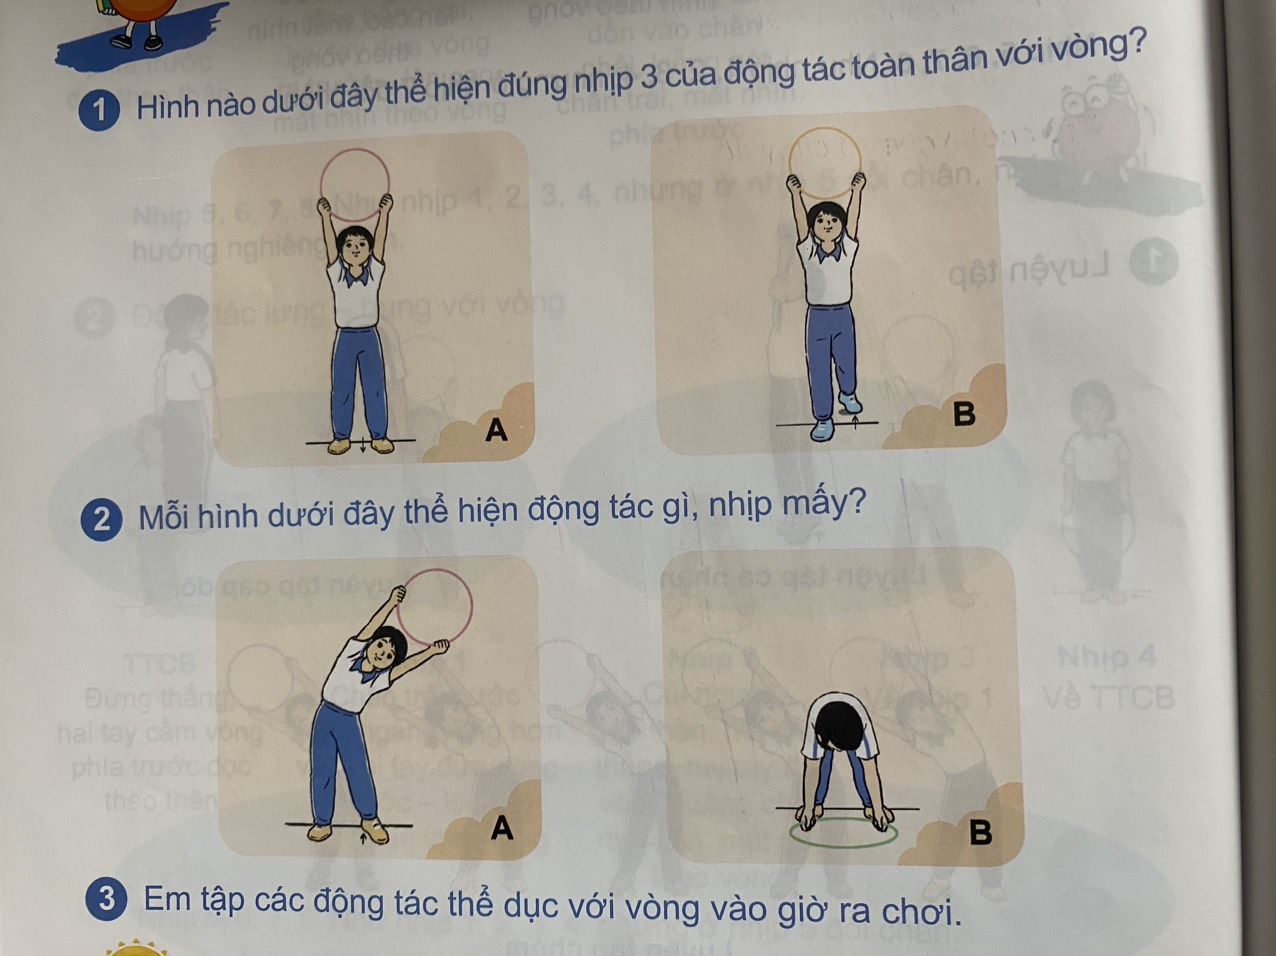 1 Hình nào dưới đây thể hiện đúng nhịp 3 của động tác toàn thân với vòng?
A
B
2 Mỗi hình dưới đây thể hiện động tác gì, nhịp mấy?
A
B
3 Em tập các động tác thể dục với vòng vào giờ ra chơi.